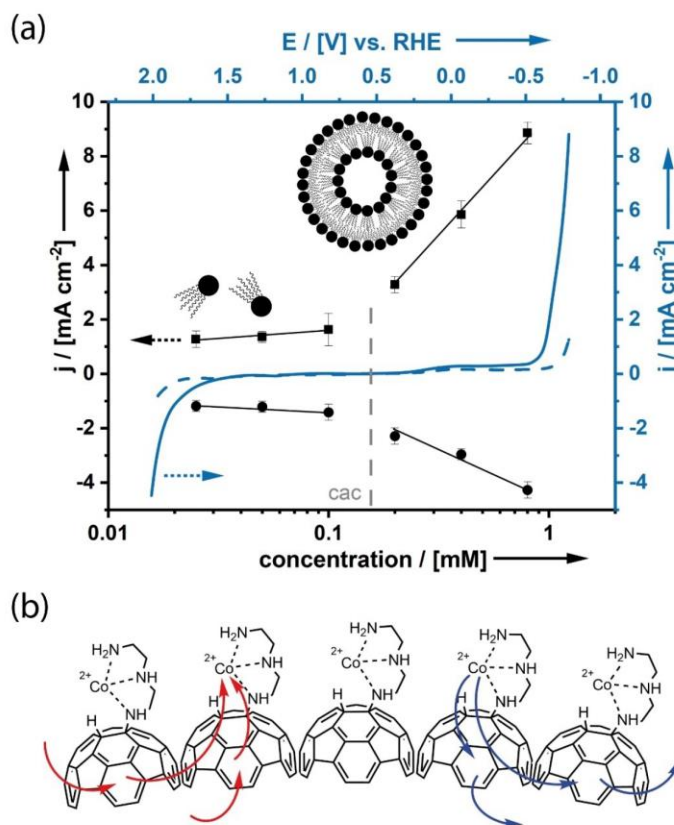 (a)
E / [V] vs. RHE
2.0 1.5 1.0 0.5 0.0 -0.5 -1.0
10 10
8 8
6 6
4 4
2 2
0 0
-2 -2
-4 -4
j / [mA cm⁻²]
j / [mA cm⁻²]
cac
0.01 0.1 1
concentration / [mM]
(b)
H₂N H₂N H₂N H₂N H₂N
2+ 2+ 2+ 2+ 2+
Co NH Co NH Co NH Co NH Co NH
H NH H NH H NH H NH H NH